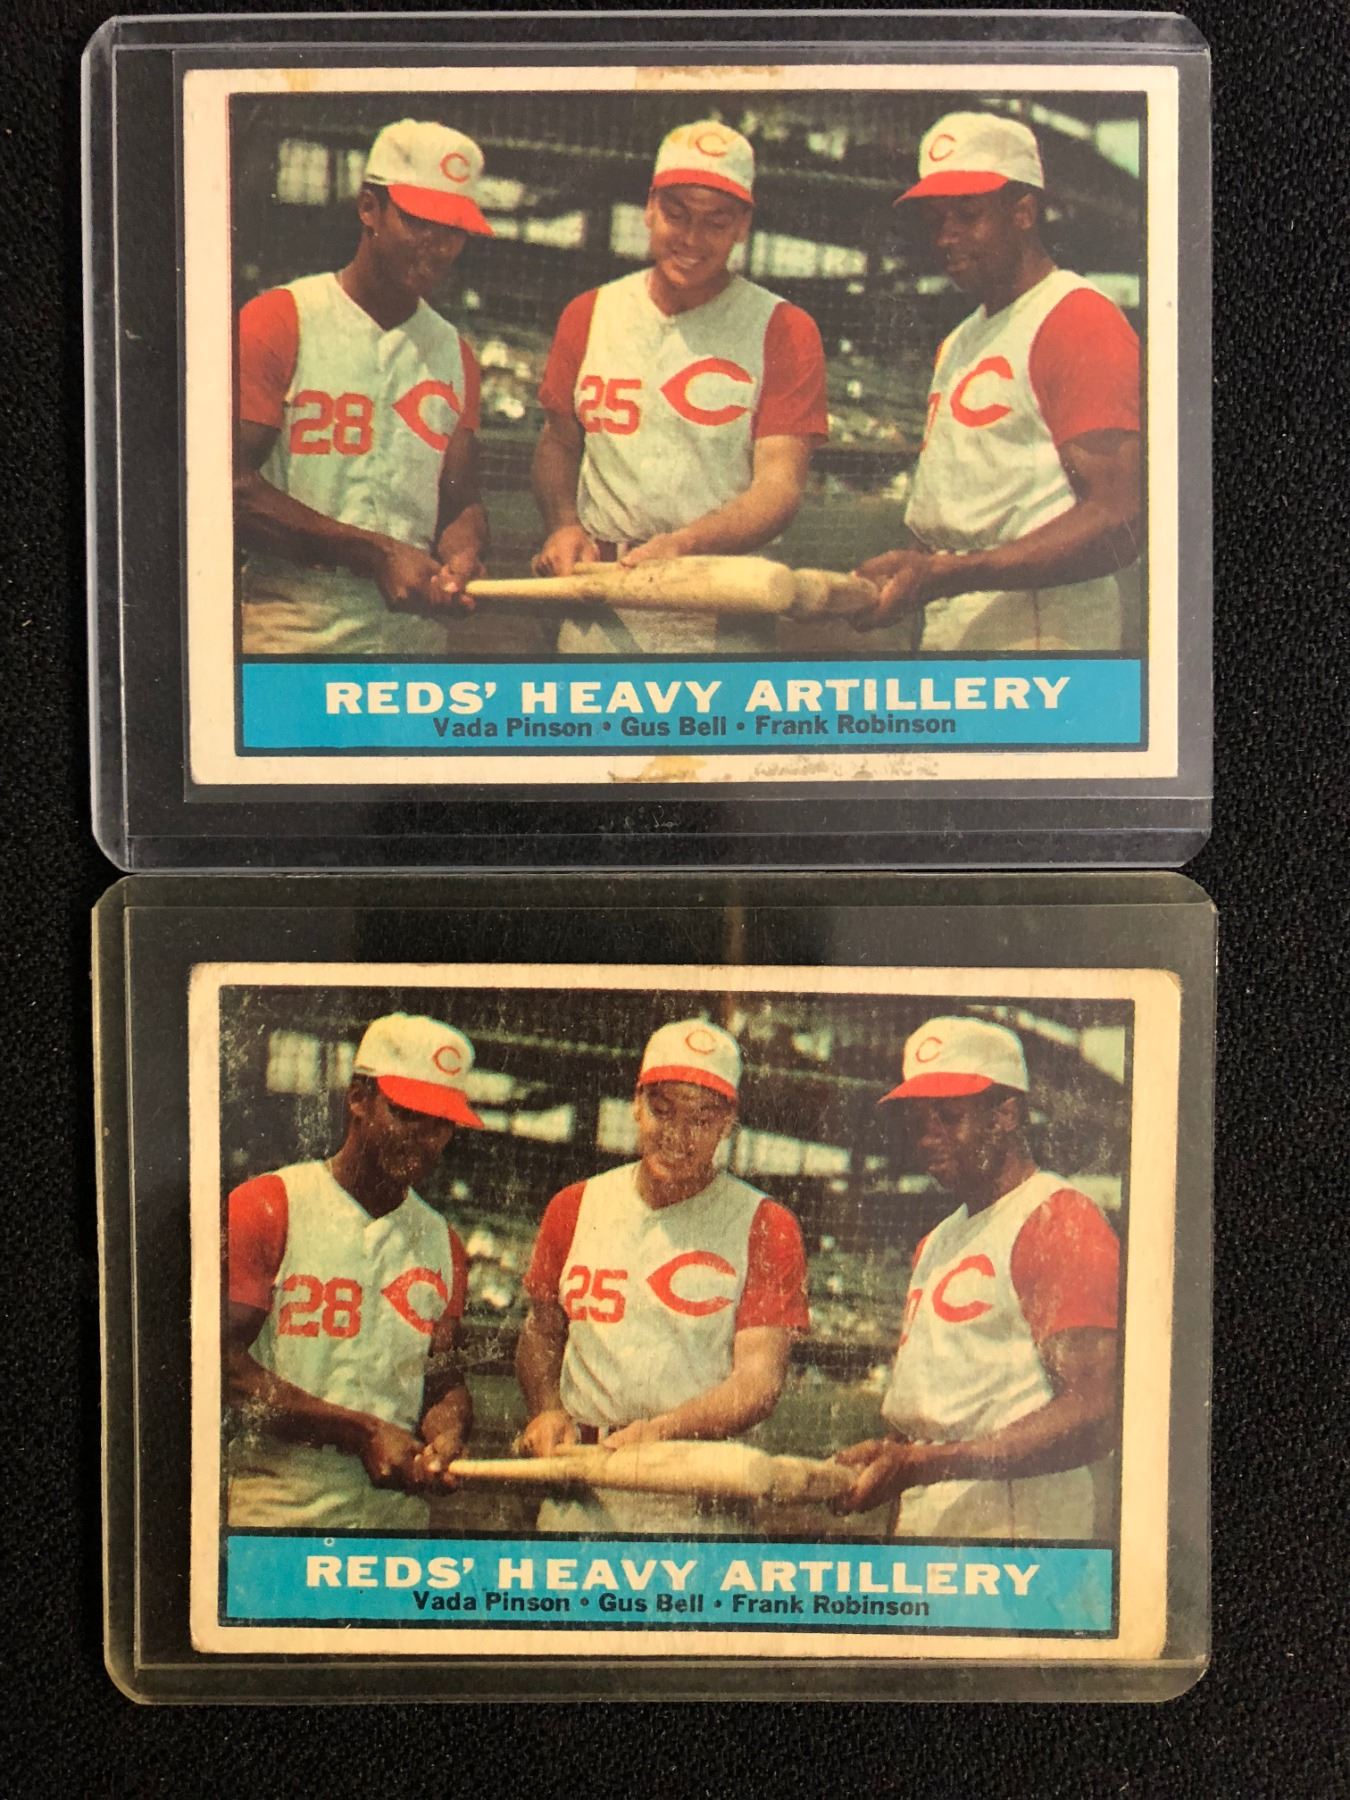 C C C
28 C 25 C C
REDS' HEAVY ARTILLERY
Vada Pinson • Gus Bell • Frank Robinson
C C C
28 C 25 C C
REDS' HEAVY ARTILLERY
Vada Pinson • Gus Bell • Frank Robinson